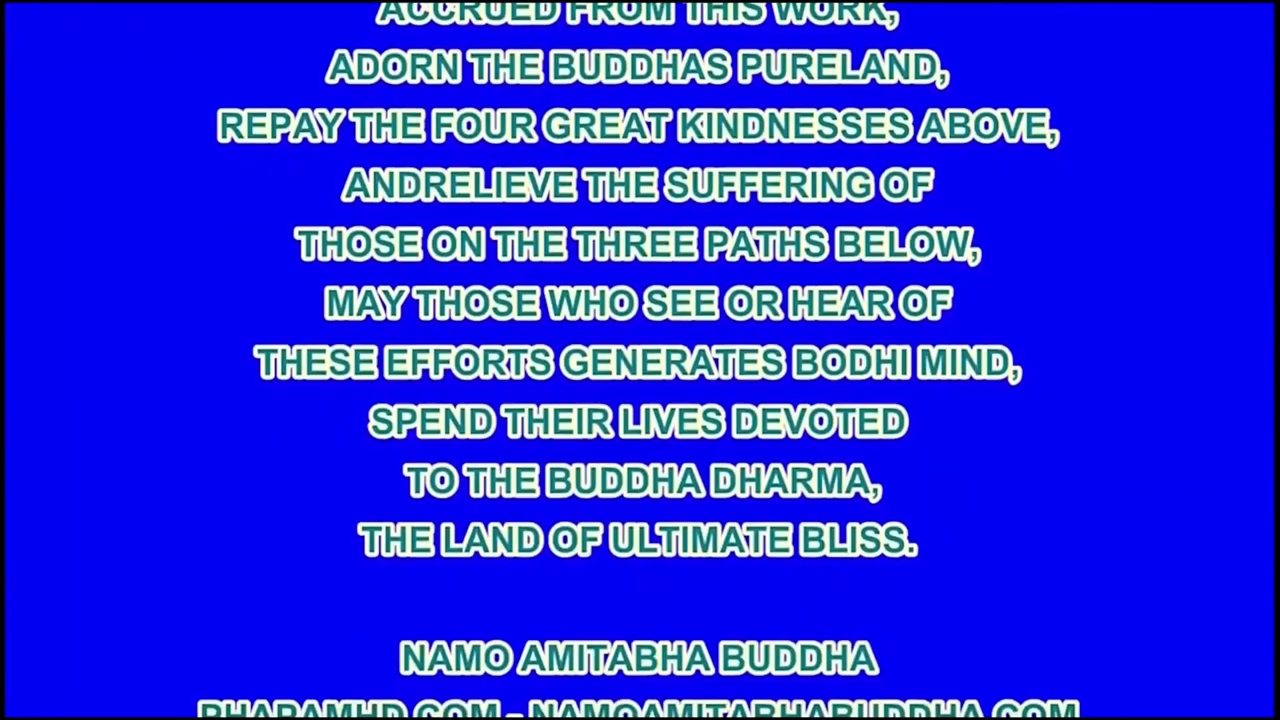 ACCRUED FROM THIS WORK,
ADORN THE BUDDHAS PURELAND,
REPAY THE FOUR GREAT KINDNESSES ABOVE,
ANDRELIEVE THE SUFFERING OF
THOSE ON THE THREE PATHS BELOW,
MAY THOSE WHO SEE OR HEAR OF
THESE EFFORTS GENERATES BODHI MIND,
SPEND THEIR LIVES DEVOTED
TO THE BUDDHA DHARMA,
THE LAND OF ULTIMATE BLISS.
NAMO AMITABHA BUDDHA
PHAPAMHD.COM - NAMOAMITABHABUDDHA.COM